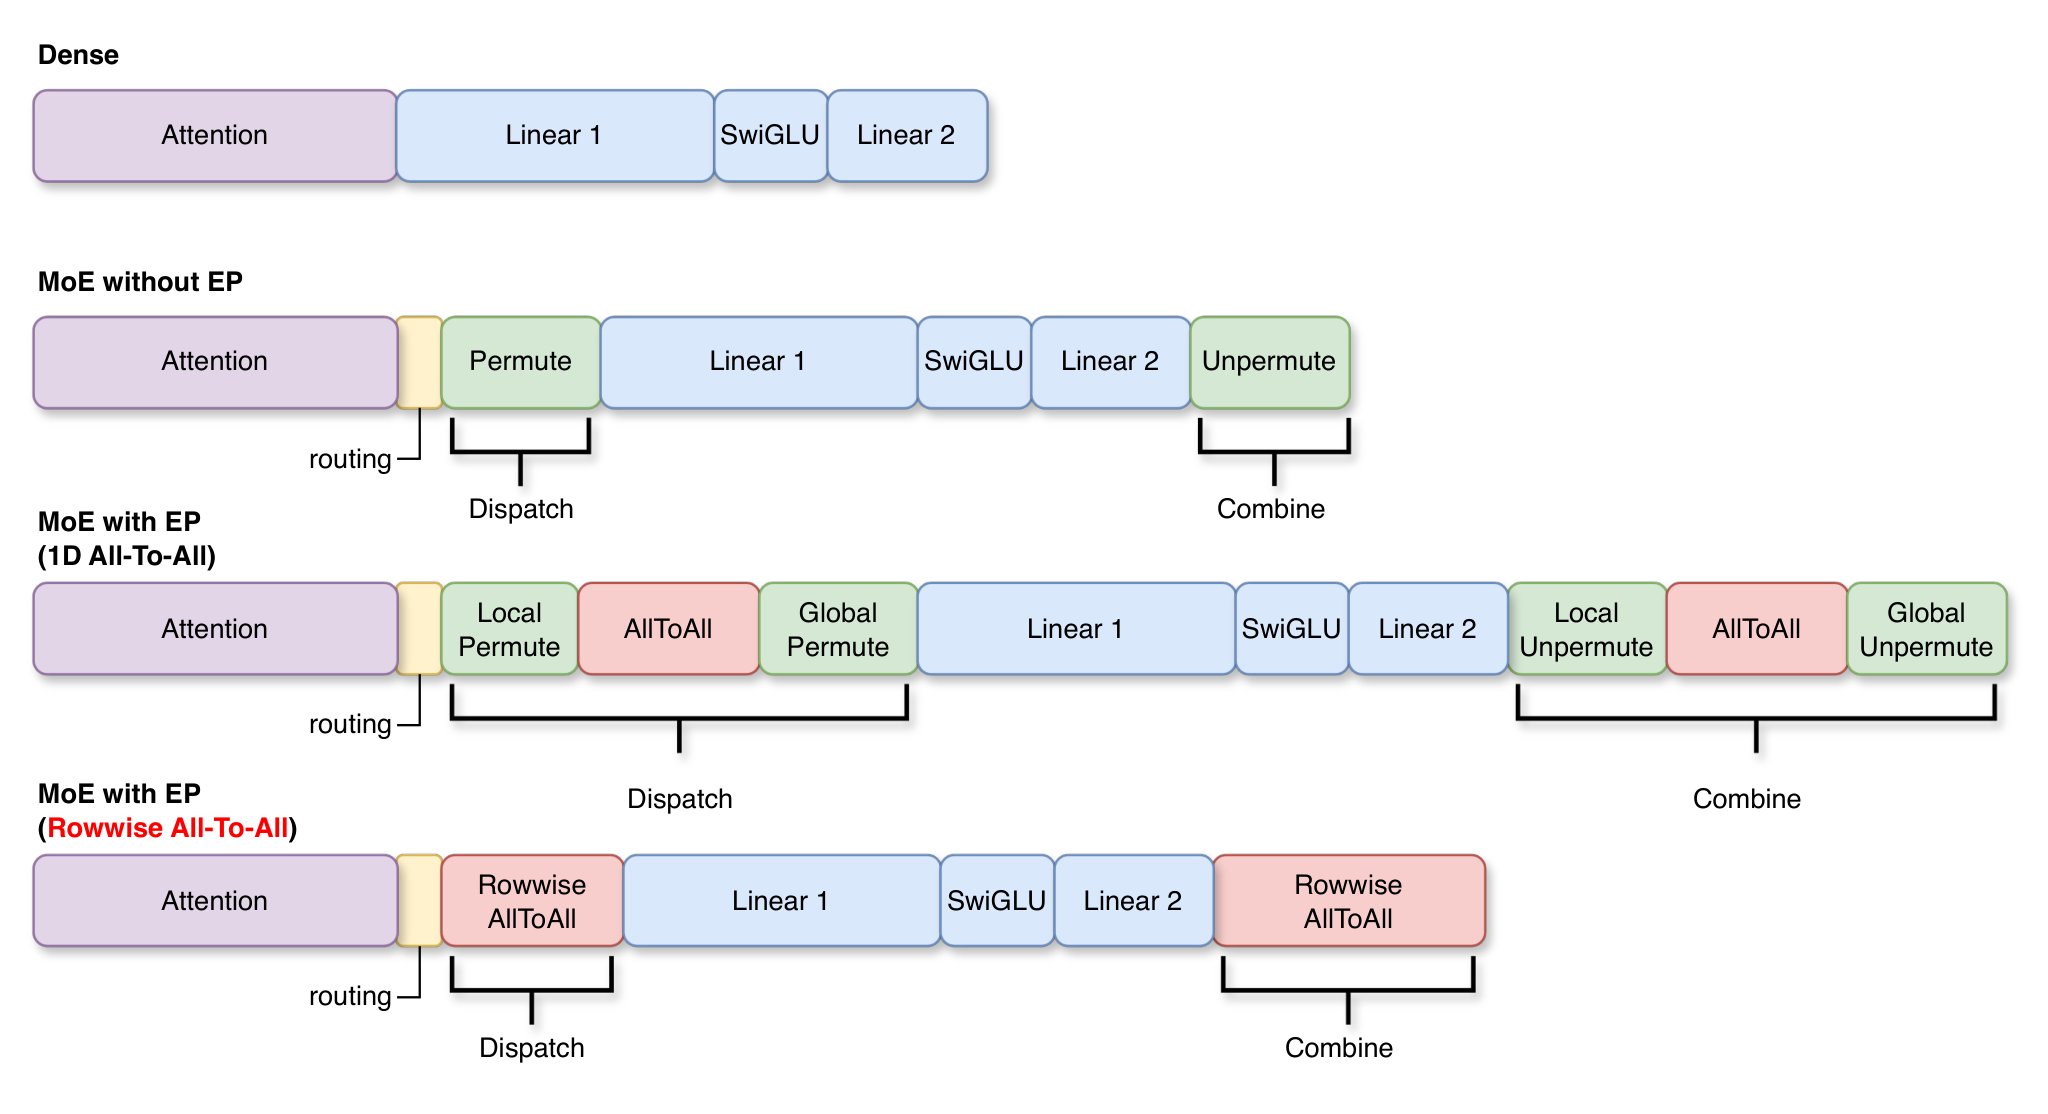 Dense
Attention
Linear 1
SwiGLU
Linear 2
MoE without EP
Attention
Permute
Linear 1
SwiGLU
Linear 2
Unpermute
routing
Dispatch
Combine
MoE with EP
(1D All-To-All)
Attention
Local
Permute
AllToAll
Global
Permute
Linear 1
SwiGLU
Linear 2
Local
Unpermute
AllToAll
Global
Unpermute
routing
Dispatch
Combine
MoE with EP
(Rowwise All-To-All)
Attention
Rowwise
AllToAll
Linear 1
SwiGLU
Linear 2
Rowwise
AllToAll
routing
Dispatch
Combine